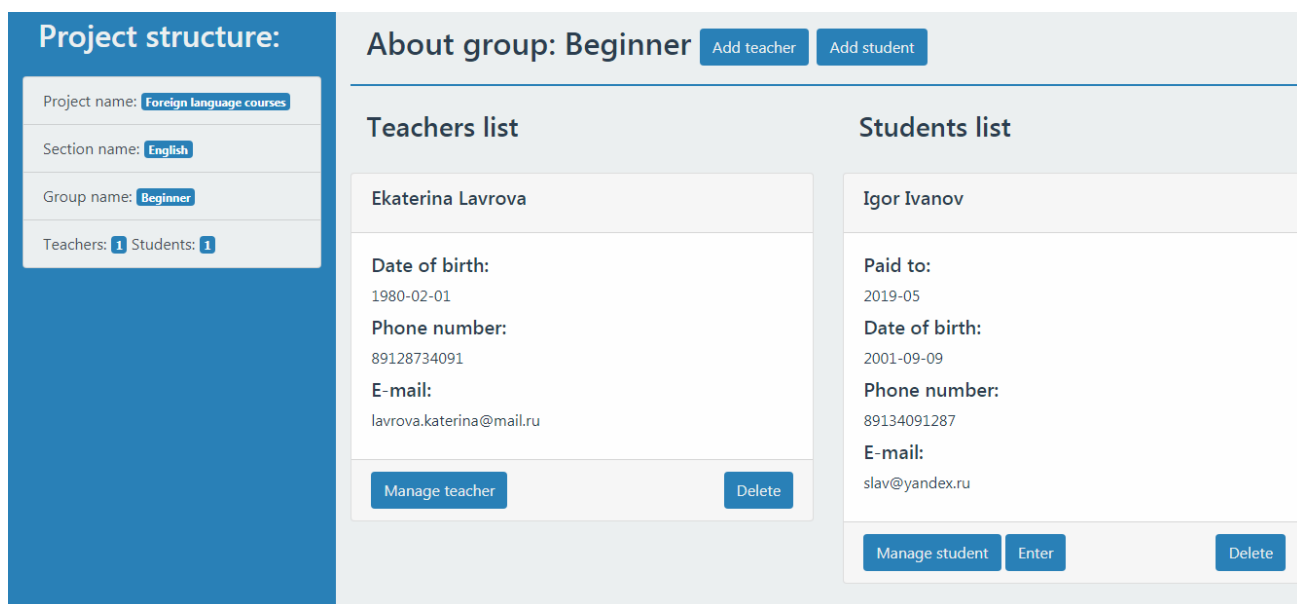 Project structure:
Project name: Foreign language courses
Section name: English
Group name: Beginner
Teachers: 1 Students: 1
About group: Beginner Add teacher Add student
Teachers list
Ekaterina Lavrova
Date of birth:
1980-02-01
Phone number:
89128734091
E-mail:
lavrova.katerina@mail.ru
Manage teacher Delete
Students list
Igor Ivanov
Paid to:
2019-05
Date of birth:
2001-09-09
Phone number:
89134091287
E-mail:
slav@yandex.ru
Manage student Enter Delete